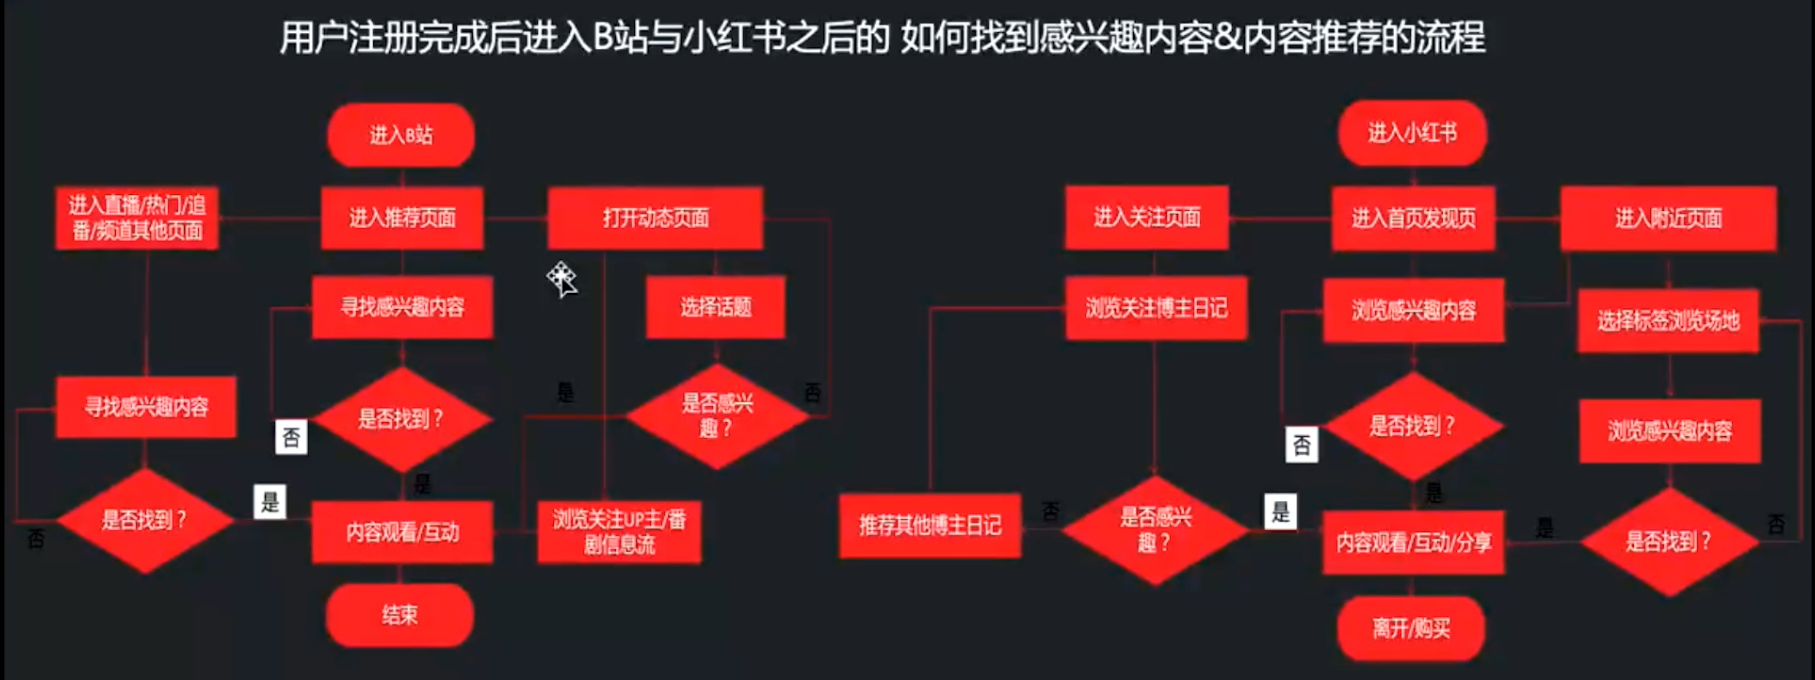 用户注册完成后进入B站与小红书之后的 如何找到感兴趣内容&内容推荐的流程
进入B站
进入直播/热门/追
番/频道其他页面
进入推荐页面
打开动态页面
寻找感兴趣内容
选择话题
寻找感兴趣内容
是否找到？
否
是
是否感兴
趣？
否
是否找到？
否
是
是
内容观看/互动
浏览关注UP主/番
剧信息流
结束
进入小红书
进入关注页面
进入首页发现页
进入附近页面
浏览关注博主日记
浏览感兴趣内容
选择标签浏览场地
是否找到？
否
浏览感兴趣内容
推荐其他博主日记
否
是否感兴
趣？
是
是
内容观看/互动/分享
是
是否找到？
否
离开/购买